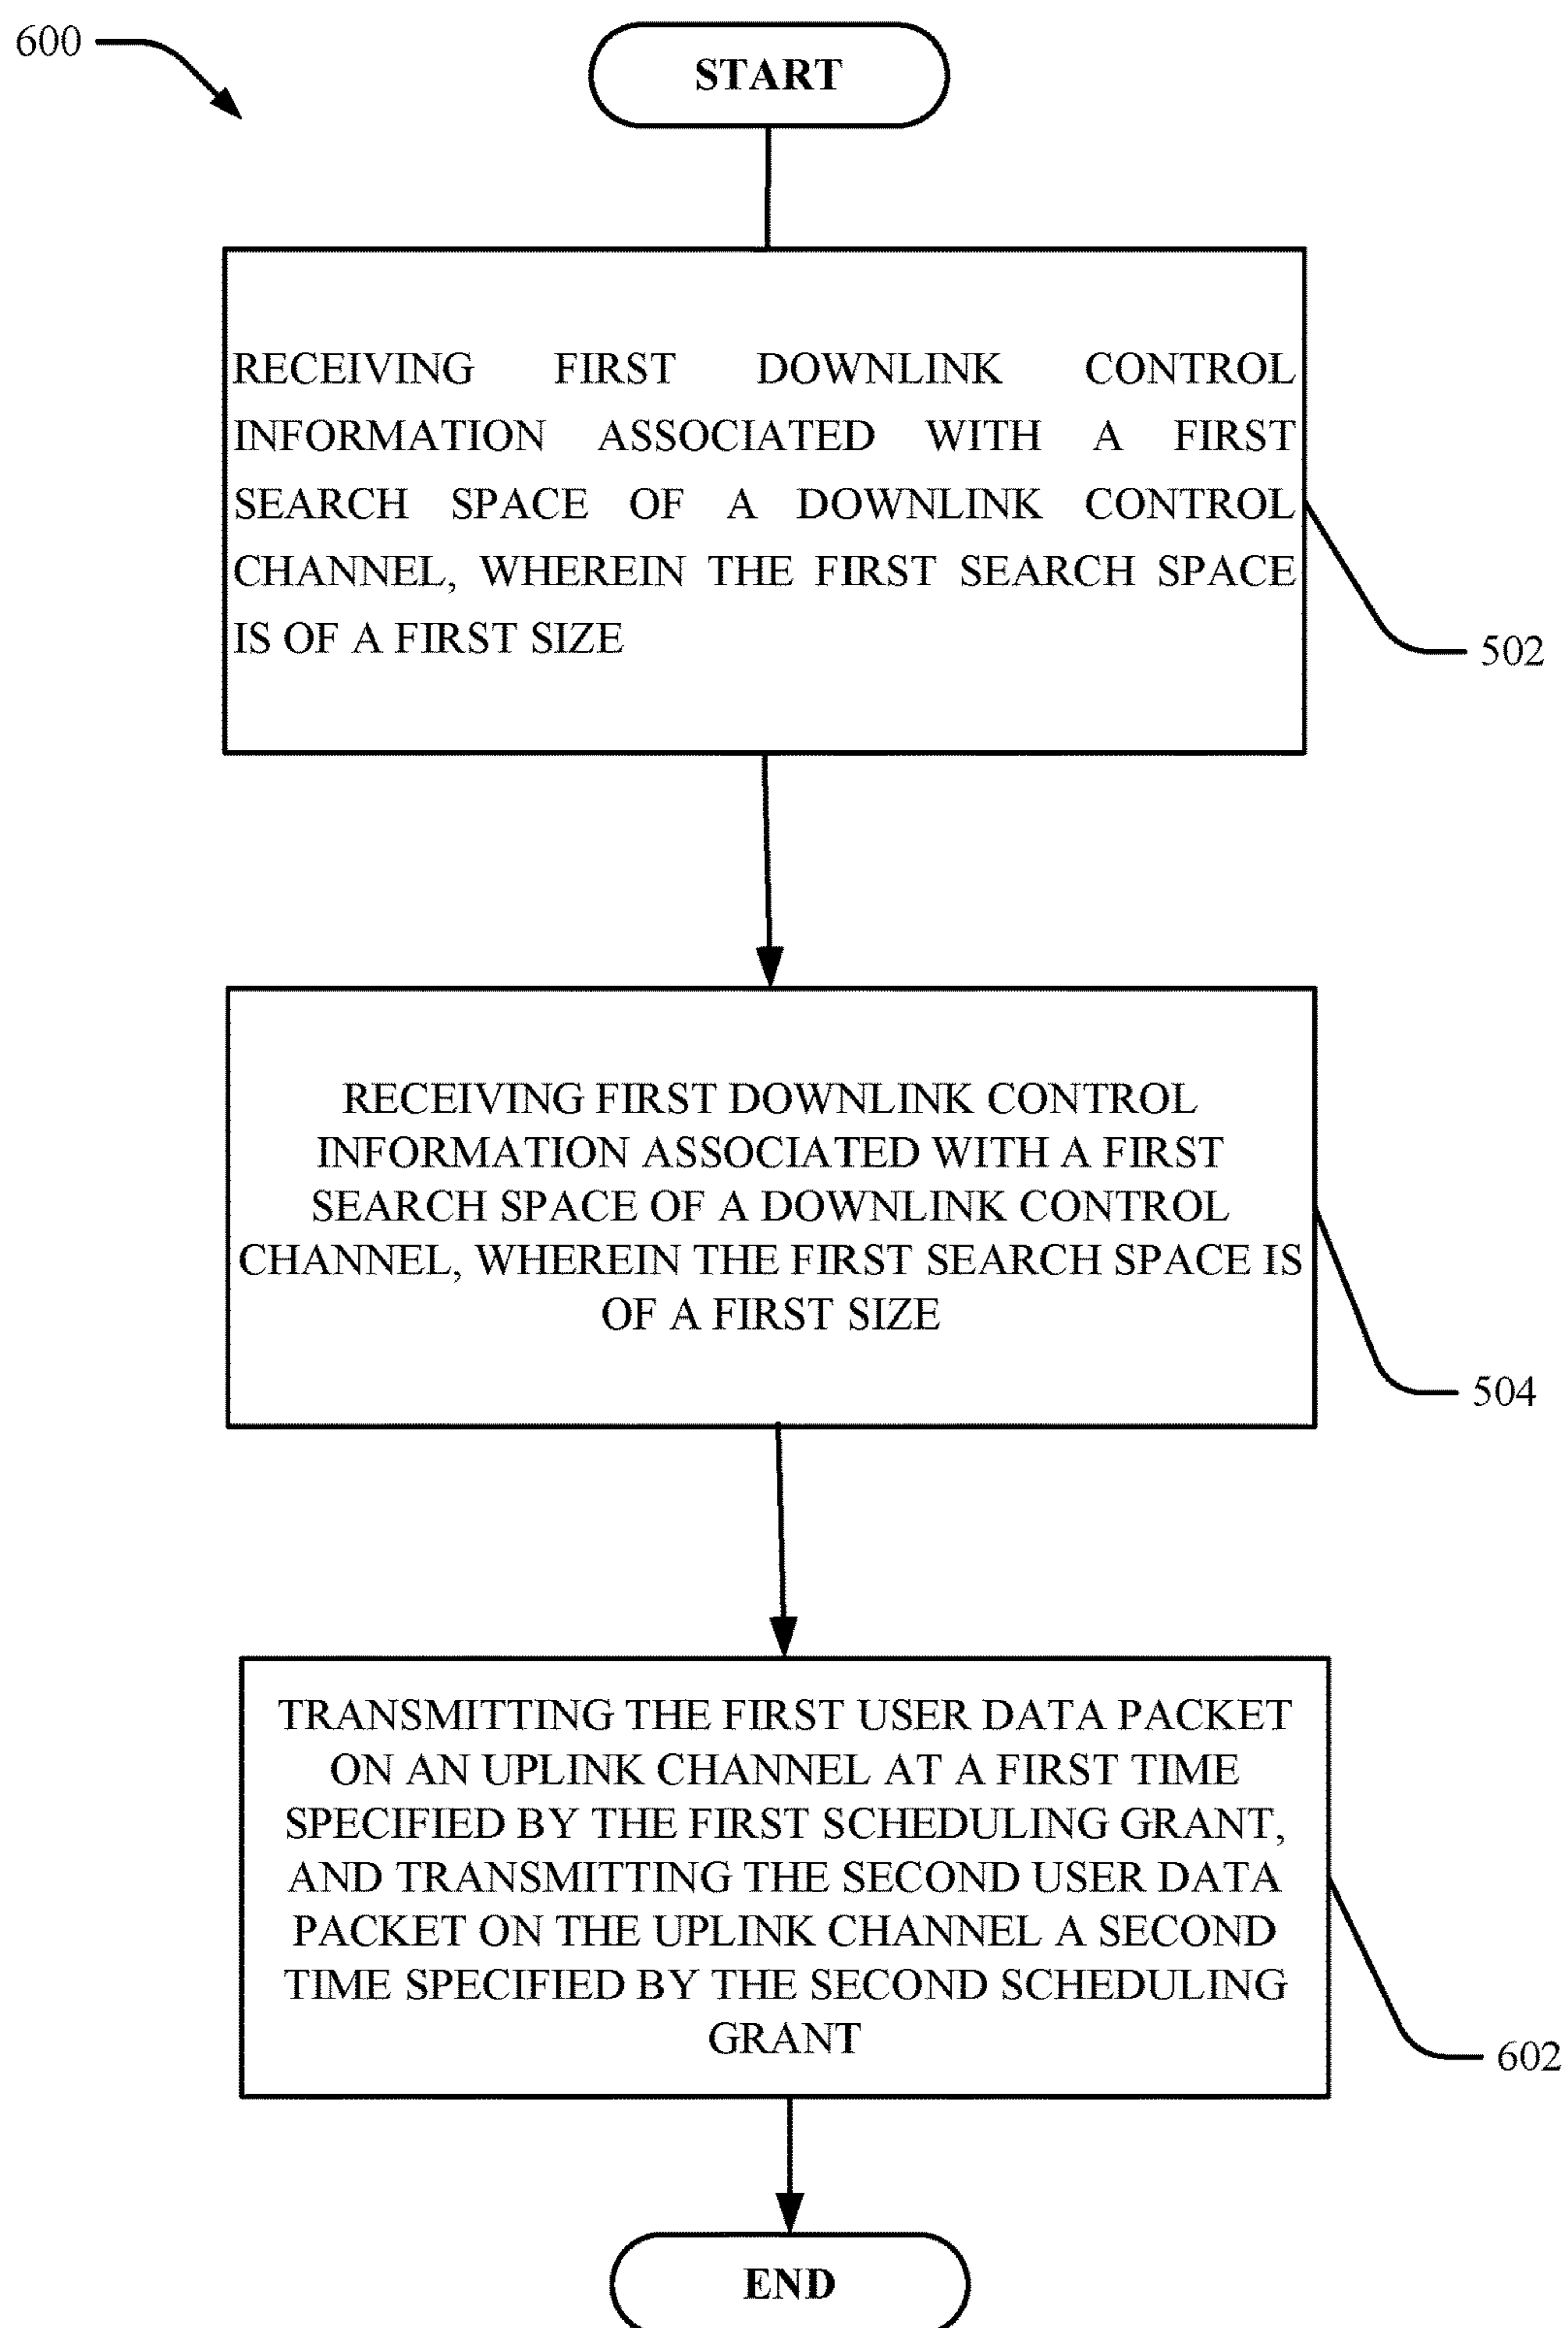 600
START
RECEIVING FIRST DOWNLINK CONTROL
INFORMATION ASSOCIATED WITH A FIRST
SEARCH SPACE OF A DOWNLINK CONTROL
CHANNEL, WHEREIN THE FIRST SEARCH SPACE
IS OF A FIRST SIZE
502
RECEIVING FIRST DOWNLINK CONTROL
INFORMATION ASSOCIATED WITH A FIRST
SEARCH SPACE OF A DOWNLINK CONTROL
CHANNEL, WHEREIN THE FIRST SEARCH SPACE IS
OF A FIRST SIZE
504
TRANSMITTING THE FIRST USER DATA PACKET
ON AN UPLINK CHANNEL AT A FIRST TIME
SPECIFIED BY THE FIRST SCHEDULING GRANT,
AND TRANSMITTING THE SECOND USER DATA
PACKET ON THE UPLINK CHANNEL A SECOND
TIME SPECIFIED BY THE SECOND SCHEDULING
GRANT
602
END